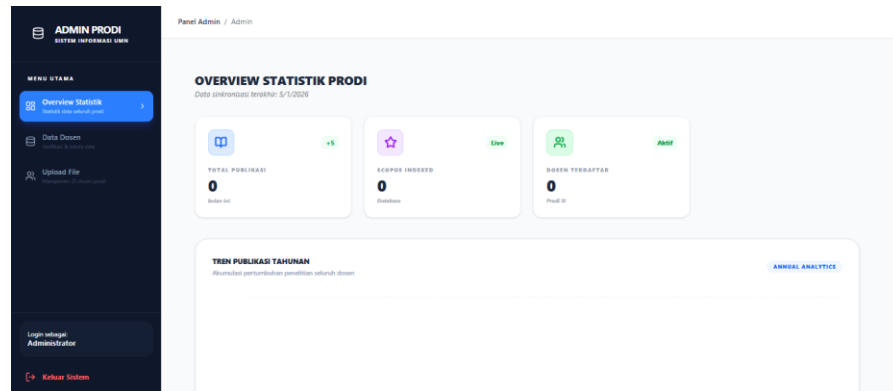 ADMIN PRODI
SISTEM INFORMASI UMN
Panel Admin / Admin
MENU UTAMA
Overview Statistik
Statistik data seluruh prodi
Data Dosen
Verifikasi & kelola data
Upload File
OVERVIEW STATISTIK PRODI
Data sinkronisasi terakhir: 5/1/2026
+5
TOTAL PUBLIKASI
0
Bulan ini
Live
SCOPUS INDEXED
0
Database
Aktif
DOSEN TERDAFTAR
0
Prodi SI
TREN PUBLIKASI TAHUNAN
Akumulasi pertumbuhan penelitian seluruh dosen
ANNUAL ANALYTICS
Login sebagai:
Administrator
Keluar Sistem